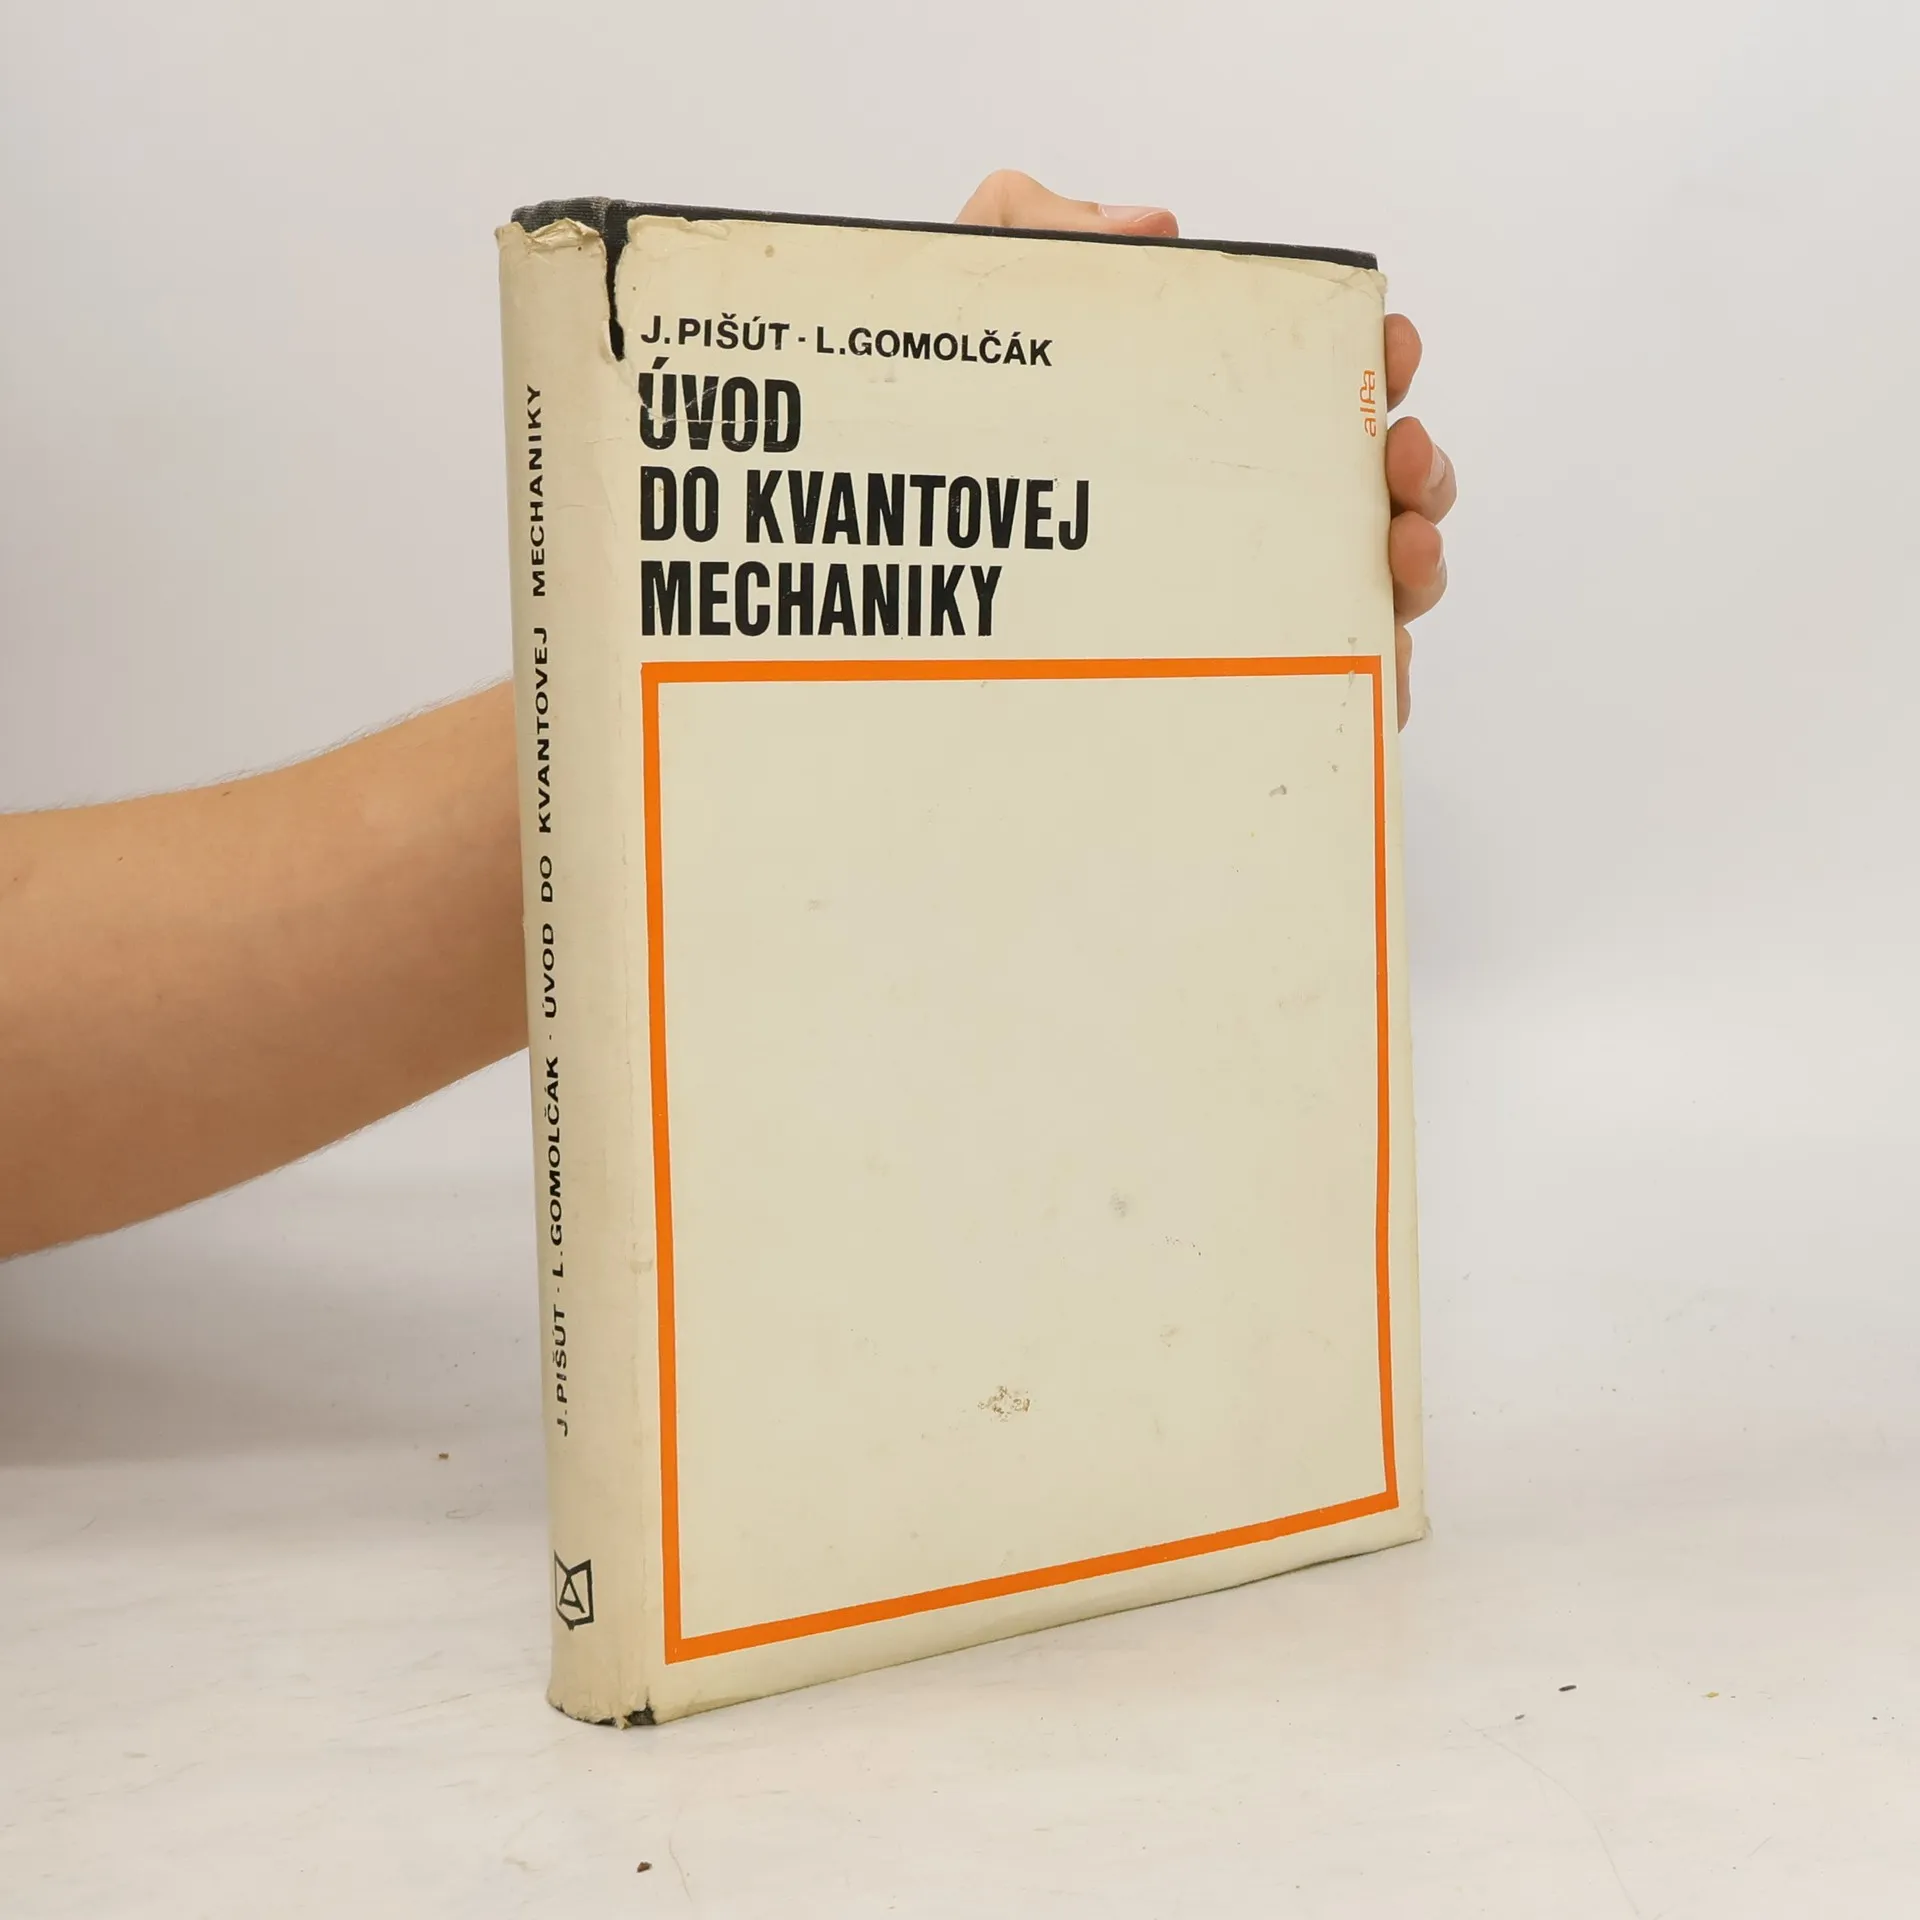 J. PIŠÚT - L. GOMOLČÁK
ÚVOD
DO KVANTOVEJ
MECHANIKY
alfa
J. PIŠÚT · L. GOMOLČÁK · ÚVOD DO KVANTOVEJ MECHANIKY
A